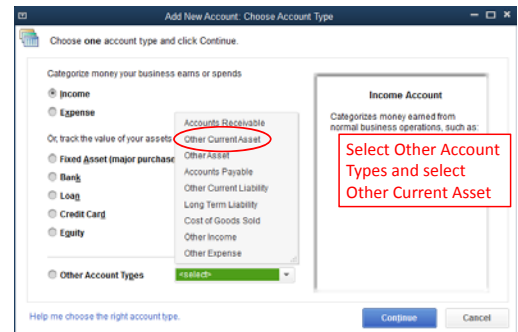 Add New Account: Choose Account Type
Choose one account type and click Continue.
Categorize money your business earns or spends
Income
Expense
Or, track the value of your assets
Fixed Asset (major purchase
Bank
Loan
Credit Card
Equity
Other Account Types
<select>
Accounts Receivable
Other Current Asset
Other Asset
Accounts Payable
Other Current Liability
Long Term Liability
Cost of Goods Sold
Other Income
Other Expense
Income Account
Categorizes money earned from
normal business operations, such as:
Select Other Account
Types and select
Other Current Asset
Help me choose the right account type.
Continue
Cancel